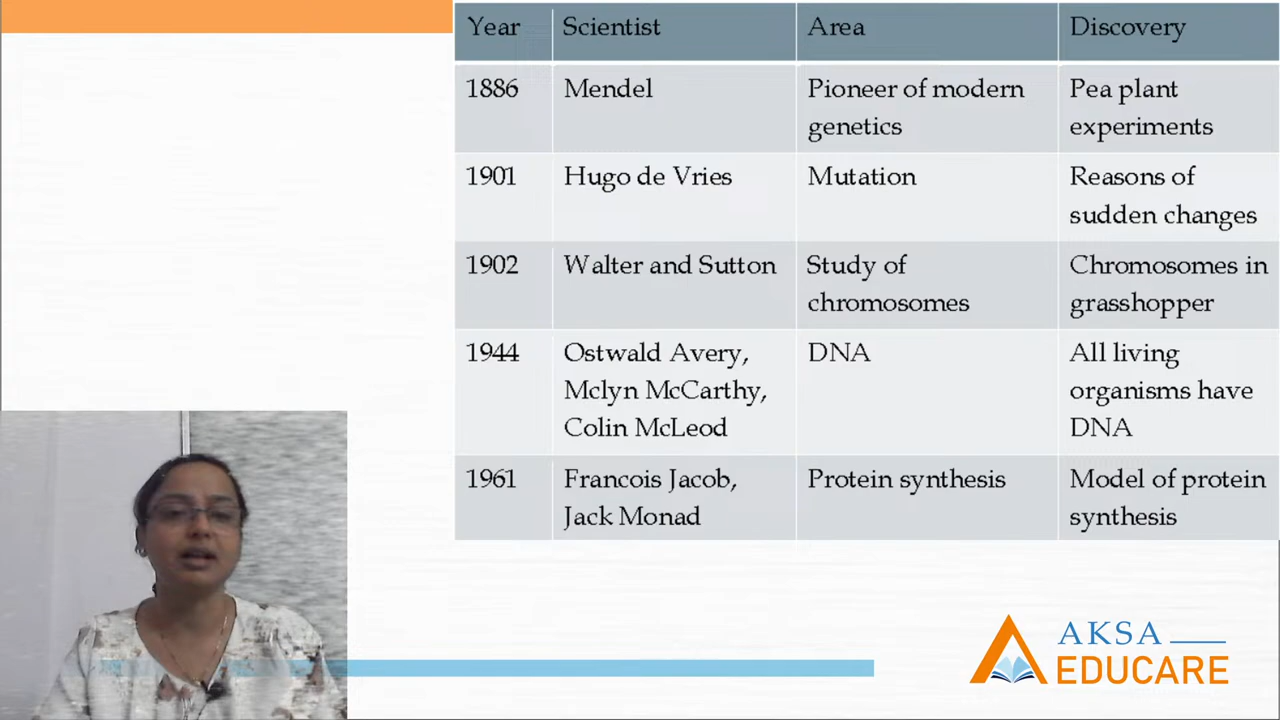 Year Scientist Area Discovery
1886 Mendel Pioneer of modern genetics Pea plant experiments
1901 Hugo de Vries Mutation Reasons of sudden changes
1902 Walter and Sutton Study of chromosomes Chromosomes in grasshopper
1944 Ostwald Avery, Mclyn McCarthy, Colin McLeod DNA All living organisms have DNA
1961 Francois Jacob, Jack Monad Protein synthesis Model of protein synthesis
AKSA
EDUCARE